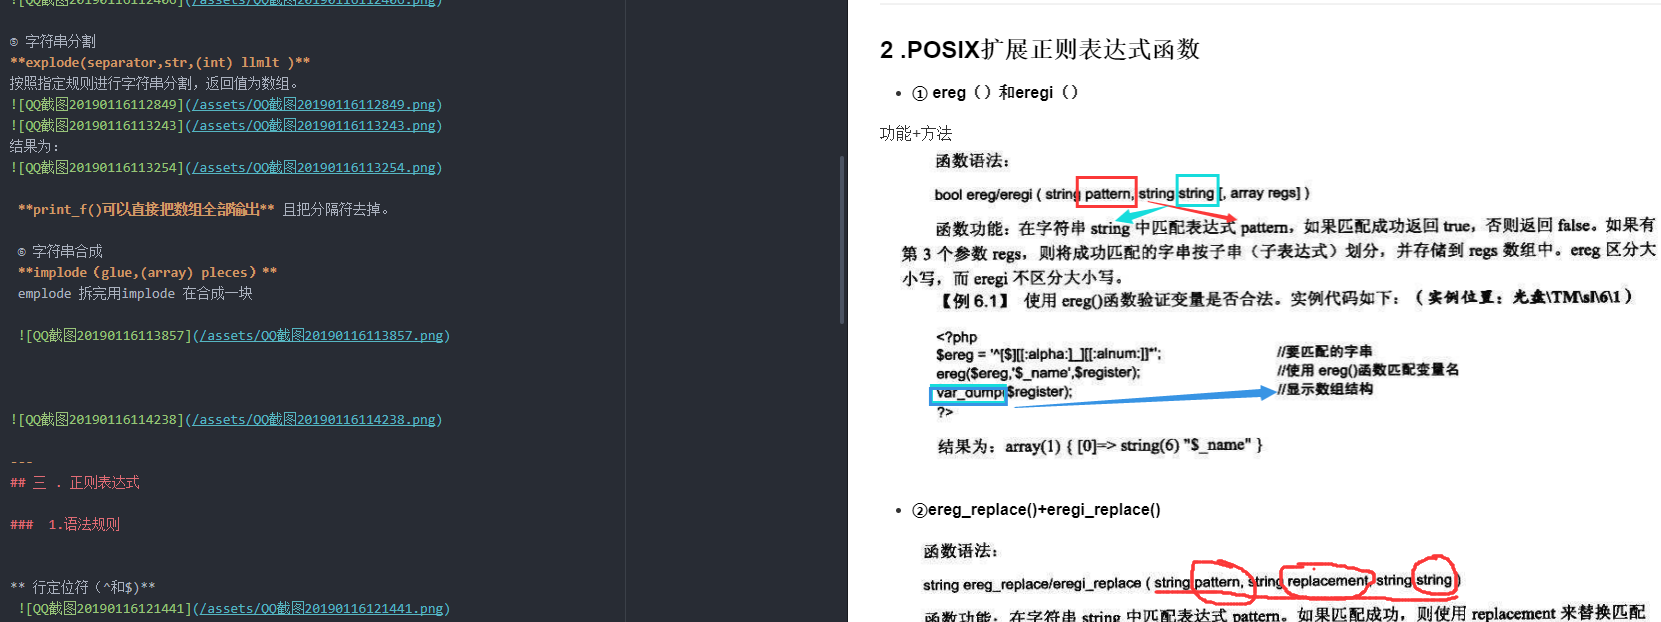 ![QQ截图20190116112406](/assets/QQ截图20190116112406.png)
⑤ 字符串分割
**explode(separator,str,(int) llmlt )**
按照指定规则进行字符串分割，返回值为数组。
![QQ截图20190116112849](/assets/QQ截图20190116112849.png)
![QQ截图20190116113243](/assets/QQ截图20190116113243.png)
结果为：
![QQ截图20190116113254](/assets/QQ截图20190116113254.png)
**print_f()可以直接把数组全部输出** 且把分隔符去掉。
⑥ 字符串合成
**implode（glue,(array) pleces）**
emplode 拆完用implode 在合成一块
![QQ截图20190116113857](/assets/QQ截图20190116113857.png)
![QQ截图20190116114238](/assets/QQ截图20190116114238.png)
---
## 三 . 正则表达式
### 1.语法规则
** 行定位符（^和$)**
![QQ截图20190116121441](/assets/QQ截图20190116121441.png)
2 .POSIX扩展正则表达式函数
• ① ereg（）和eregi（）
功能+方法
函数语法：
bool ereg/eregi ( string pattern, string string [, array regs] )
函数功能：在字符串 string 中匹配表达式 pattern，如果匹配成功返回 true，否则返回 false。如果有
第 3 个参数 regs，则将成功匹配的字串按子串（子表达式）划分，并存储到 regs 数组中。ereg 区分大
小写，而 eregi 不区分大小写。
【例 6.1】 使用 ereg()函数验证变量是否合法。实例代码如下：（实例位置：光盘\TM\sl\6\1）
<?php
$ereg = '^[$][[:alpha:]_][[:alnum:]]*'; //要匹配的字串
ereg($ereg,'$_name',$register); //使用 ereg()函数匹配变量名
var_dump($register); //显示数组结构
?>
结果为：array(1) { [0]=> string(6) "$_name" }
• ②ereg_replace()+eregi_replace()
函数语法：
string ereg_replace/eregi_replace ( string pattern, string replacement, string string )
函数功能：在字符串 string 中匹配表达式 pattern。如果匹配成功，则使用 replacement 来替换匹配